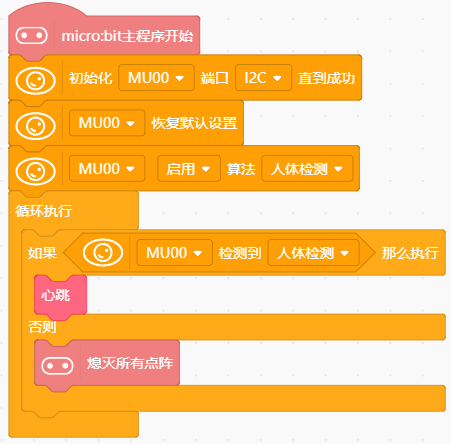 micro:bit主程序开始
初始化 MU00 端口 I2C 直到成功
MU00 恢复默认设置
MU00 启用 算法 人体检测
循环执行
如果 MU00 检测到 人体检测 那么执行
心跳
否则
熄灭所有点阵